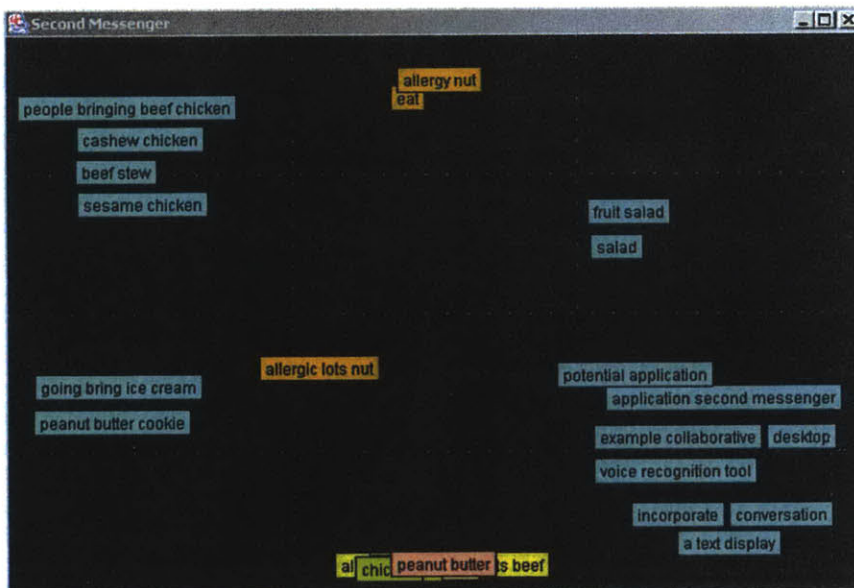 Second Messenger
allergy nut
eat
people bringing beef chicken
cashew chicken
beef stew
sesame chicken
fruit salad
salad
allergic lots nut
going bring ice cream
peanut butter cookie
potential application
application second messenger
example collaborative desktop
voice recognition tool
incorporate conversation
a text display
peanut butter beef